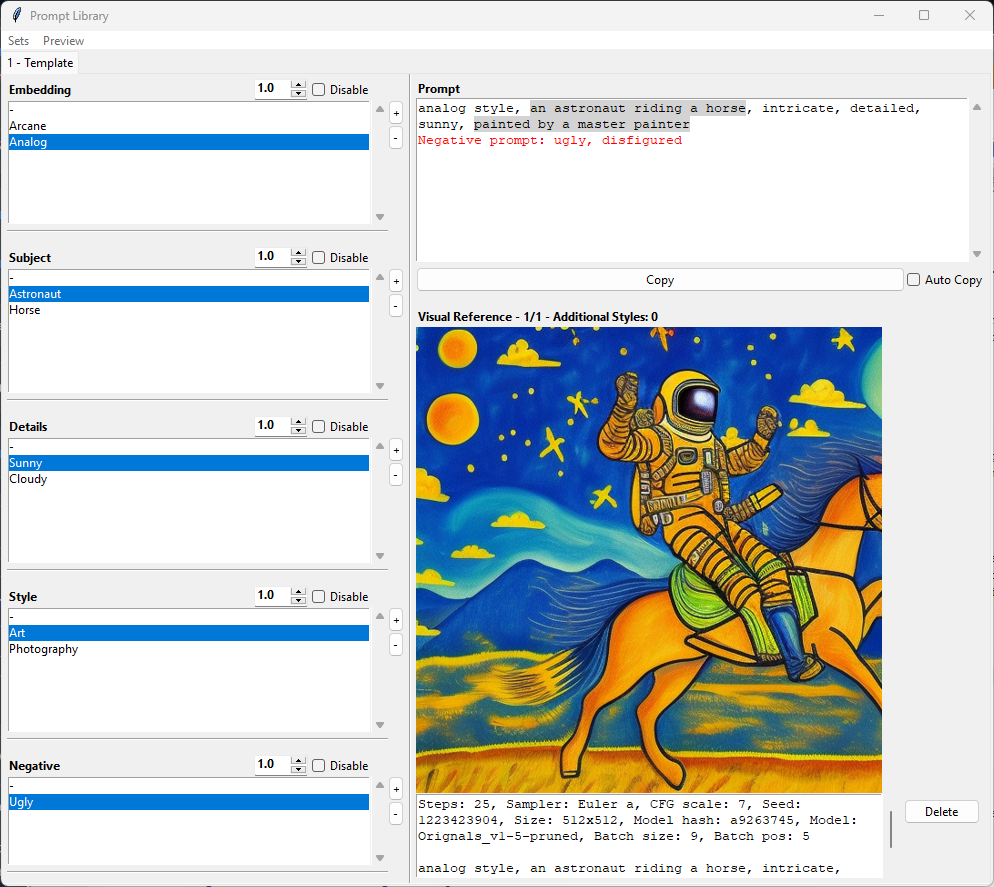 Prompt Library
Sets Preview
1 - Template
Embedding 1.0 Disable
-
Arcane
Analog
+
-
Subject 1.0 Disable
-
Astronaut
Horse
+
-
Details 1.0 Disable
-
Sunny
Cloudy
+
-
Style 1.0 Disable
-
Art
Photography
+
-
Negative 1.0 Disable
-
Ugly
+
-
Prompt
analog style, an astronaut riding a horse, intricate, detailed,
sunny, painted by a master painter
Negative prompt: ugly, disfigured
Copy Auto Copy
Visual Reference - 1/1 - Additional Styles: 0
Steps: 25, Sampler: Euler a, CFG scale: 7, Seed:
1223423904, Size: 512x512, Model hash: a9263745, Model:
Orignals_v1-5-pruned, Batch size: 9, Batch pos: 5
analog style, an astronaut riding a horse, intricate,
Delete